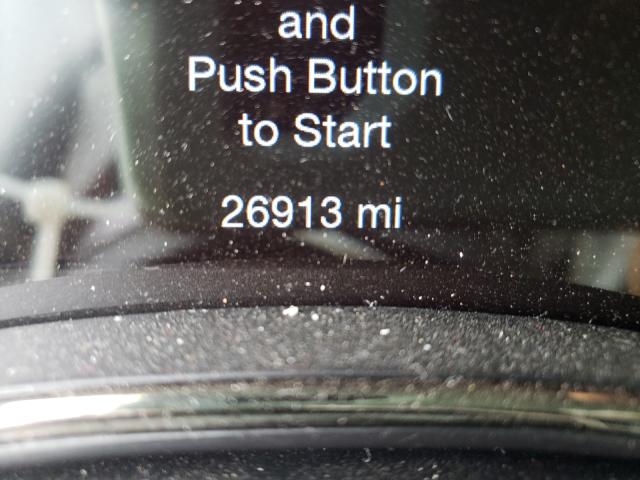 and
Push Button
to Start
26913 mi